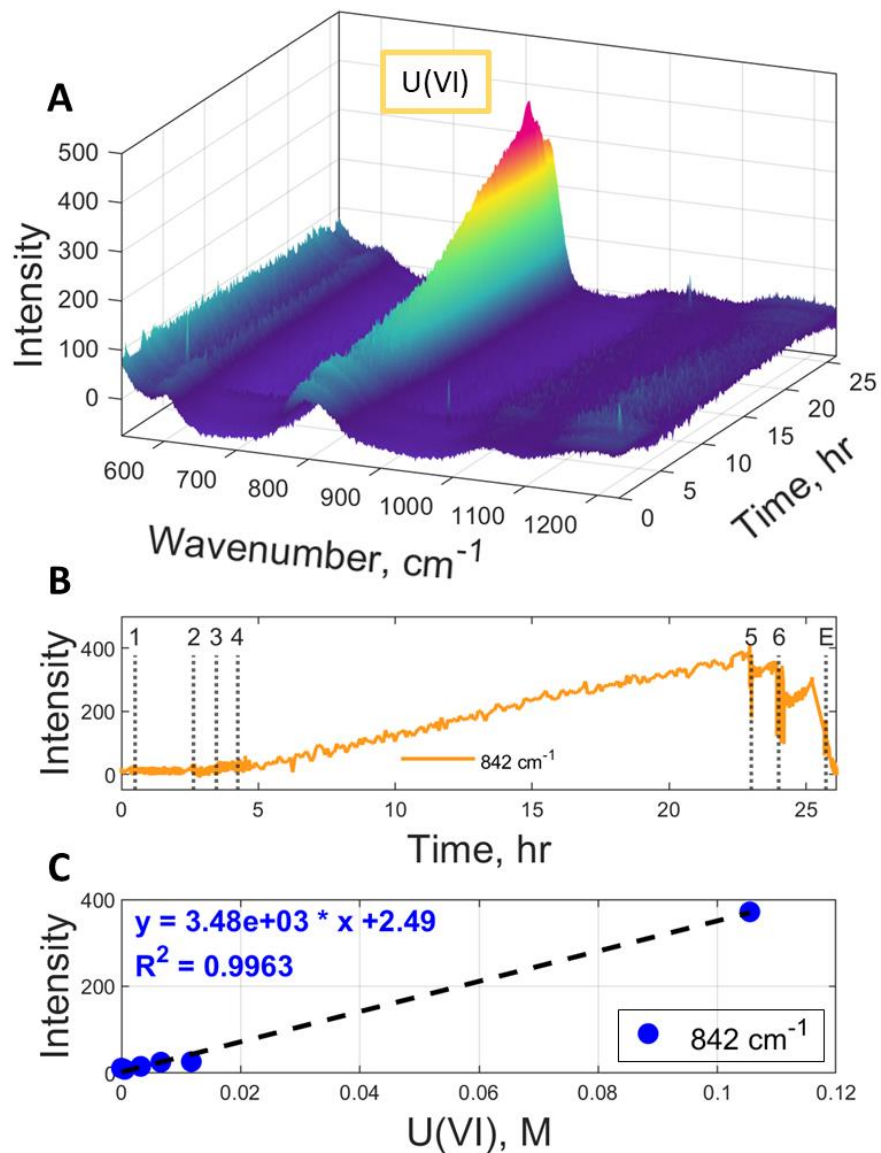 A
U(VI)
500
400
300
200
100
0
Intensity
600
700
800
900
1000
1100
1200
Wavenumber, cm⁻¹
0
5
10
15
20
25
Time, hr
B
Intensity
400
200
0
1 2 3 4 5 6 E
842 cm⁻¹
0 5 10 15 20 25
Time, hr
C
Intensity
400
200
0
y = 3.48e+03 * x +2.49
R² = 0.9963
842 cm⁻¹
0 0.02 0.04 0.06 0.08 0.1 0.12
U(VI), M